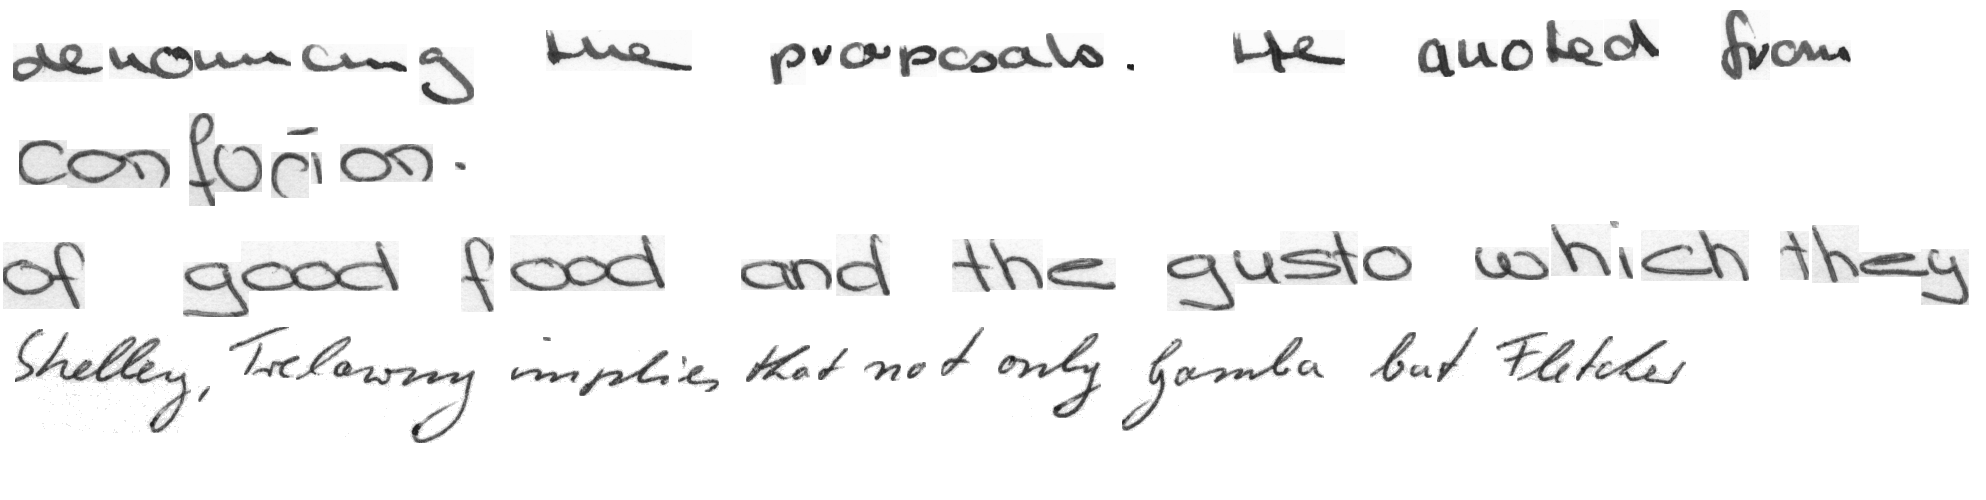 denouncing the proposals. He quoted from
confucion.
of good food and the gusto which they
Shelley, Trelawny implies that not only Gamba but Fletcher